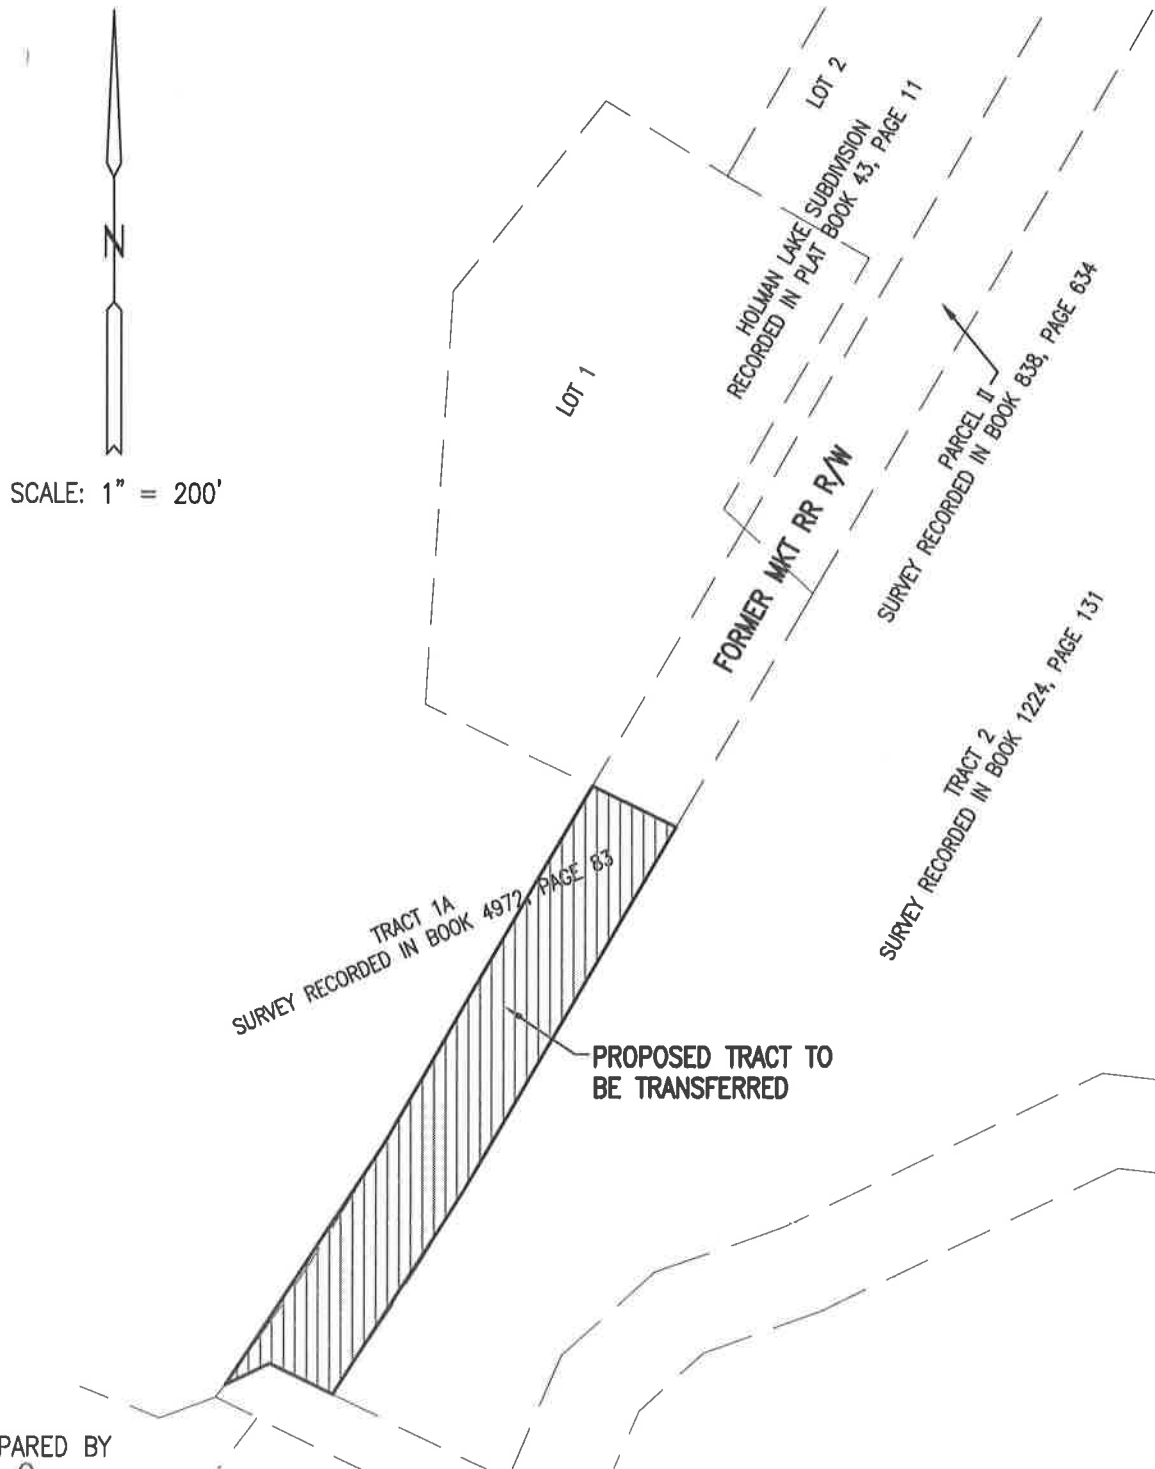 N
SCALE: 1" = 200'
LOT 2
HOLMAN LAKE SUBDIVISION
RECORDED IN PLAT BOOK 43, PAGE 11
LOT 1
PARCEL II
SURVEY RECORDED IN BOOK 838, PAGE 634
FORMER MKT RR R/W
TRACT 2
SURVEY RECORDED IN BOOK 1224, PAGE 131
TRACT 1A
SURVEY RECORDED IN BOOK 4972, PAGE 83
PROPOSED TRACT TO
BE TRANSFERRED
PARED BY